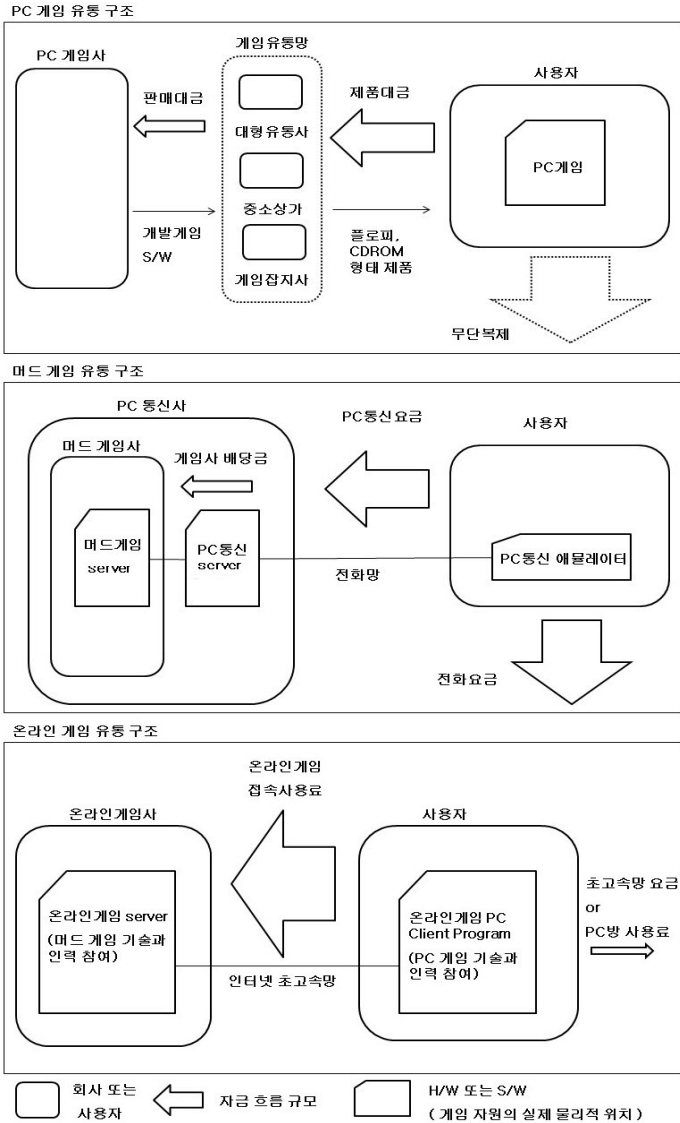 PC 게임 유통 구조
PC 게임사
게임유통망
사용자
판매대금
제품대금
대형유통사
PC게임
중소상가
개발게임
S/W
플로피,
CDROM
형태 제품
게임잡지사
무단복제
머드 게임 유통 구조
PC 통신사
PC통신요금
사용자
머드 게임사
게임사 배당금
머드게임
server
PC통신
server
PC통신 애뮬레이터
전화망
전화요금
온라인 게임 유통 구조
온라인게임
접속사용료
온라인게임사
사용자
온라인게임 server
(머드 게임 기술과
인력 참여)
온라인게임 PC
Client Program
(PC 게임 기술과
인력 참여)
초고속망 요금
or
PC방 사용료
인터넷 초고속망
회사 또는
사용자
자금 흐름 규모
H/W 또는 S/W
( 게임 자원의 실제 물리적 위치 )